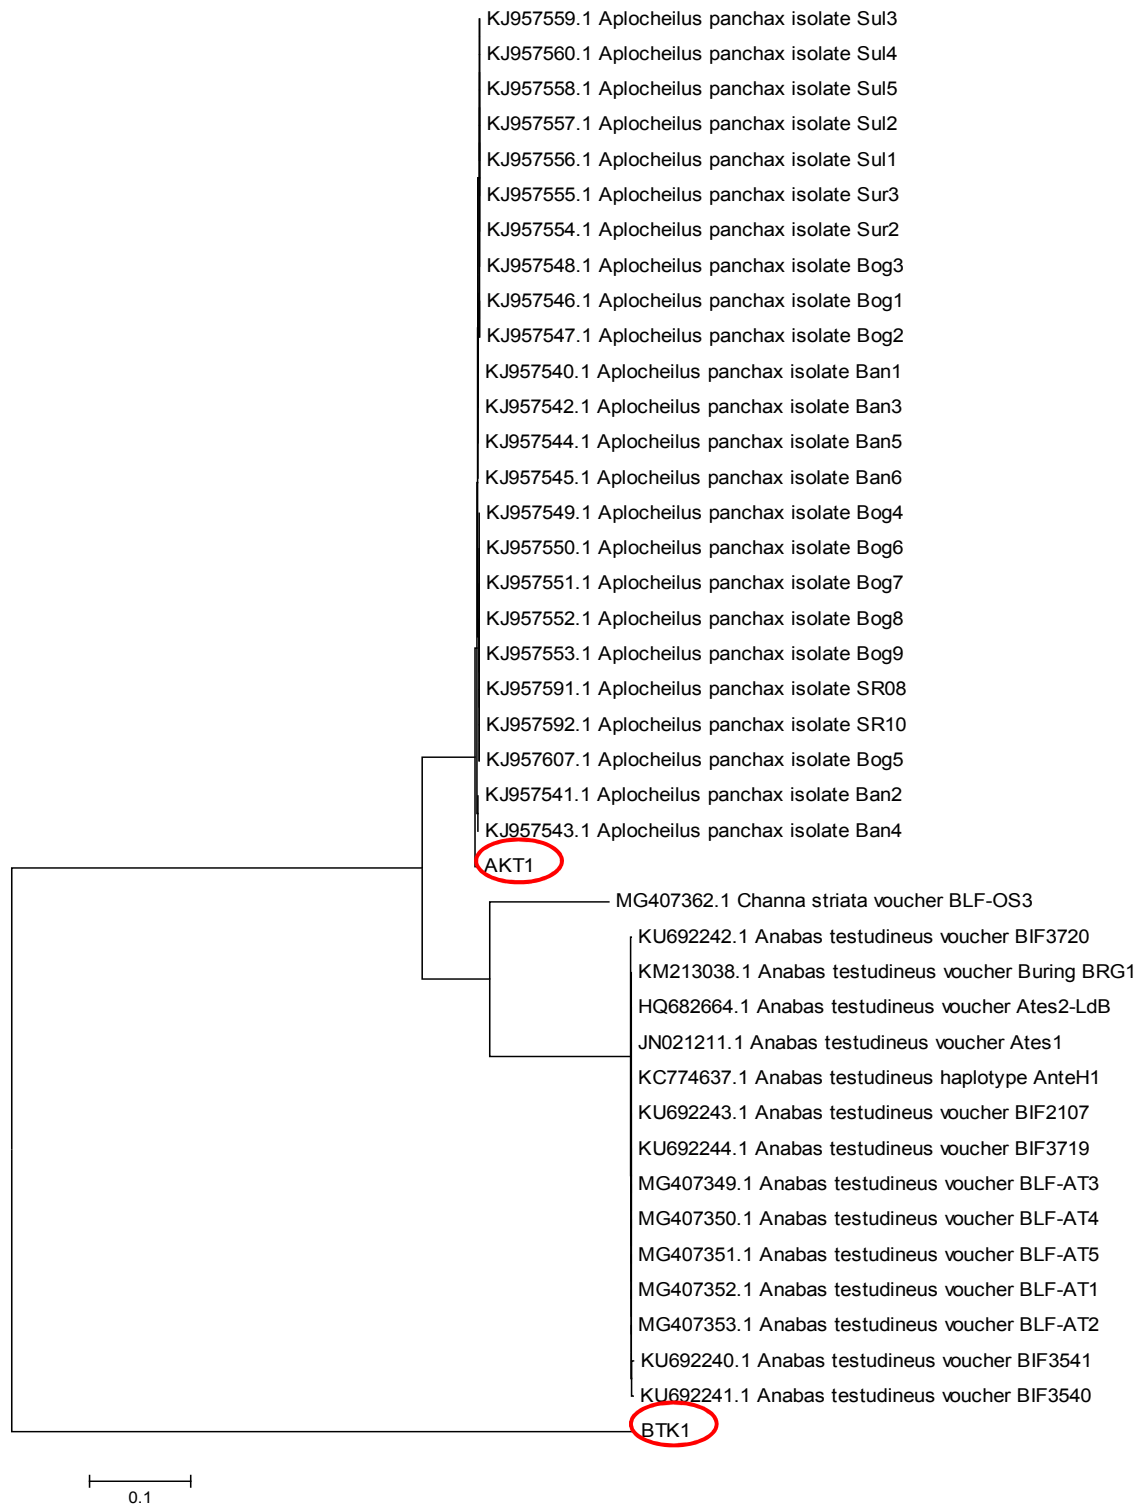 KJ957559.1 Aplocheilus panchax isolate Sul3
KJ957560.1 Aplocheilus panchax isolate Sul4
KJ957558.1 Aplocheilus panchax isolate Sul5
KJ957557.1 Aplocheilus panchax isolate Sul2
KJ957556.1 Aplocheilus panchax isolate Sul1
KJ957555.1 Aplocheilus panchax isolate Sur3
KJ957554.1 Aplocheilus panchax isolate Sur2
KJ957548.1 Aplocheilus panchax isolate Bog3
KJ957546.1 Aplocheilus panchax isolate Bog1
KJ957547.1 Aplocheilus panchax isolate Bog2
KJ957540.1 Aplocheilus panchax isolate Ban1
KJ957542.1 Aplocheilus panchax isolate Ban3
KJ957544.1 Aplocheilus panchax isolate Ban5
KJ957545.1 Aplocheilus panchax isolate Ban6
KJ957549.1 Aplocheilus panchax isolate Bog4
KJ957550.1 Aplocheilus panchax isolate Bog6
KJ957551.1 Aplocheilus panchax isolate Bog7
KJ957552.1 Aplocheilus panchax isolate Bog8
KJ957553.1 Aplocheilus panchax isolate Bog9
KJ957591.1 Aplocheilus panchax isolate SR08
KJ957592.1 Aplocheilus panchax isolate SR10
KJ957607.1 Aplocheilus panchax isolate Bog5
KJ957541.1 Aplocheilus panchax isolate Ban2
KJ957543.1 Aplocheilus panchax isolate Ban4
AKT1
MG407362.1 Channa striata voucher BLF-OS3
KU692242.1 Anabas testudineus voucher BIF3720
KM213038.1 Anabas testudineus voucher Buring BRG1
HQ682664.1 Anabas testudineus voucher Ates2-LdB
JN021211.1 Anabas testudineus voucher Ates1
KC774637.1 Anabas testudineus haplotype AnteH1
KU692243.1 Anabas testudineus voucher BIF2107
KU692244.1 Anabas testudineus voucher BIF3719
MG407349.1 Anabas testudineus voucher BLF-AT3
MG407350.1 Anabas testudineus voucher BLF-AT4
MG407351.1 Anabas testudineus voucher BLF-AT5
MG407352.1 Anabas testudineus voucher BLF-AT1
MG407353.1 Anabas testudineus voucher BLF-AT2
KU692240.1 Anabas testudineus voucher BIF3541
KU692241.1 Anabas testudineus voucher BIF3540
BTK1
0.1